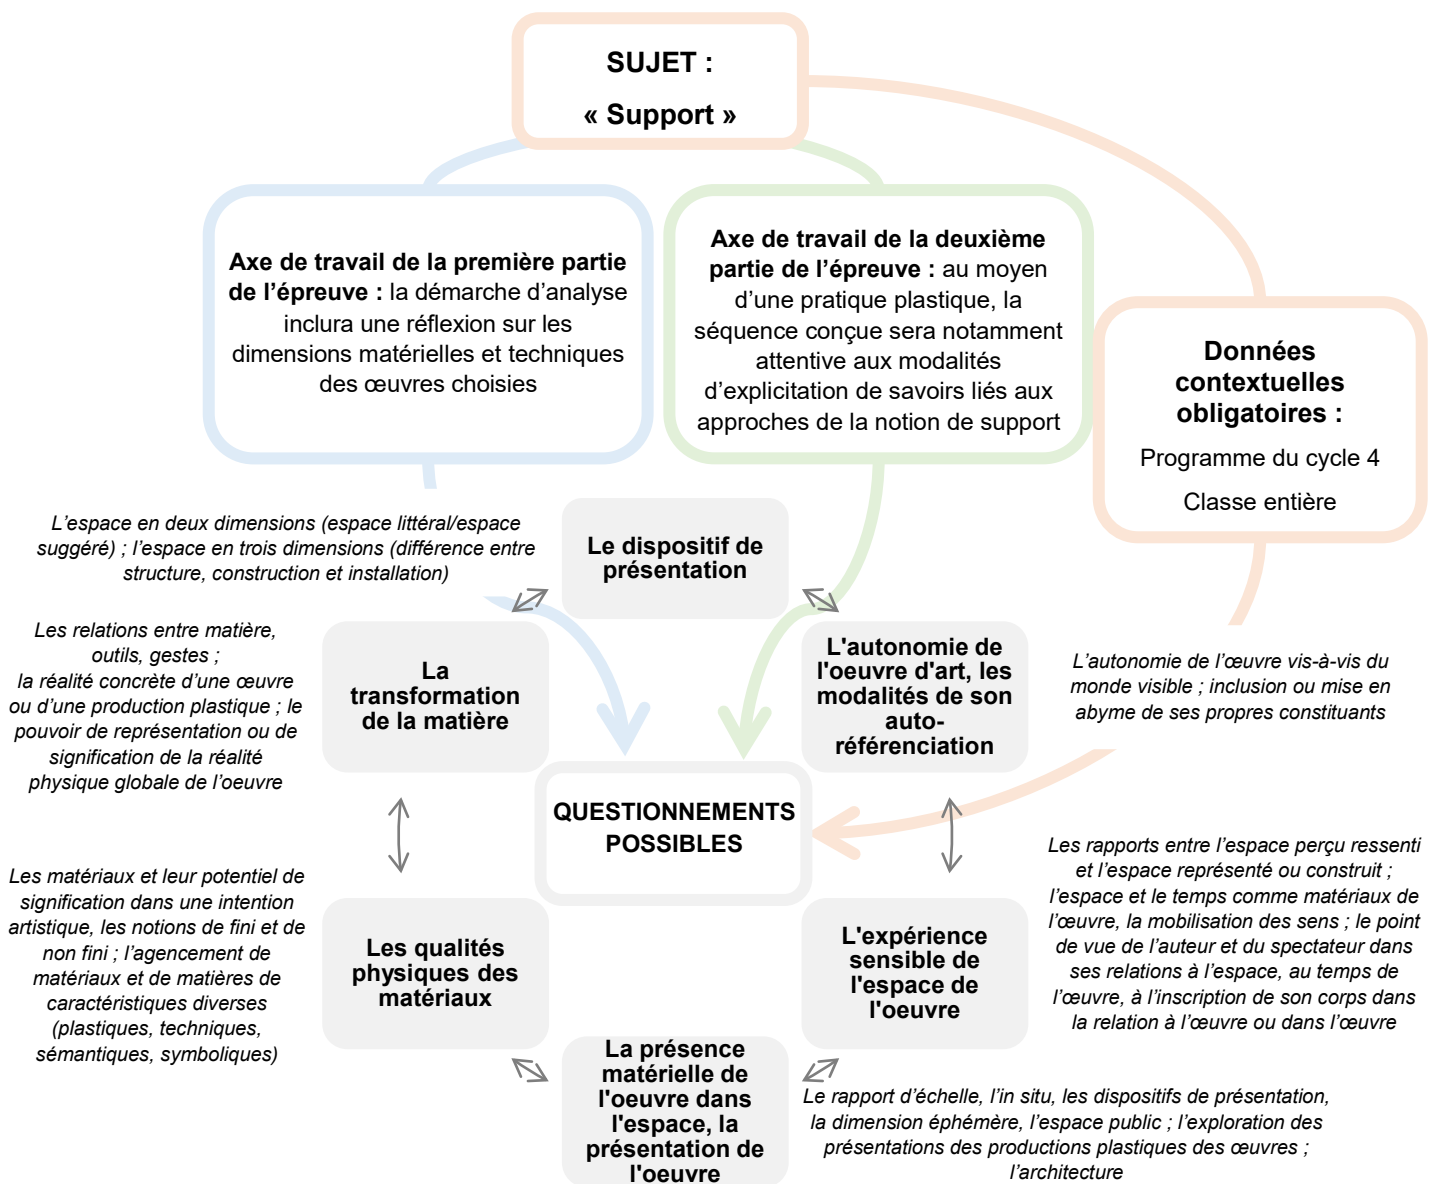 SUJET :
« Support »
Axe de travail de la première partie
de l'épreuve : la démarche d'analyse
inclura une réflexion sur les
dimensions matérielles et techniques
des œuvres choisies
Axe de travail de la deuxième
partie de l'épreuve : au moyen
d'une pratique plastique, la
séquence conçue sera notamment
attentive aux modalités
d'explicitation de savoirs liés aux
approches de la notion de support
Données
contextuelles
obligatoires :
Programme du cycle 4
Classe entière
L'espace en deux dimensions (espace littéral/espace
suggéré) ; l'espace en trois dimensions (différence entre
structure, construction et installation)
Le dispositif de
présentation
Les relations entre matière,
outils, gestes ;
la réalité concrète d'une œuvre
ou d'une production plastique ; le
pouvoir de représentation ou de
signification de la réalité
physique globale de l'oeuvre
La
transformation
de la matière
L'autonomie de
l'oeuvre d'art, les
modalités de son
auto-
référenciation
L'autonomie de l'œuvre vis-à-vis du
monde visible ; inclusion ou mise en
abyme de ses propres constituants
QUESTIONNEMENTS
POSSIBLES
Les matériaux et leur potentiel de
signification dans une intention
artistique, les notions de fini et de
non fini ; l'agencement de
matériaux et de matières de
caractéristiques diverses
(plastiques, techniques,
sémantiques, symboliques)
Les qualités
physiques des
matériaux
L'expérience
sensible de
l'espace de
l'oeuvre
Les rapports entre l'espace perçu ressenti
et l'espace représenté ou construit ;
l'espace et le temps comme matériaux de
l'œuvre, la mobilisation des sens ; le point
de vue de l'auteur et du spectateur dans
ses relations à l'espace, au temps de
l'œuvre, à l'inscription de son corps dans
la relation à l'œuvre ou dans l'œuvre
La présence
matérielle de
l'oeuvre dans
l'espace, la
présentation de
l'oeuvre
Le rapport d'échelle, l'in situ, les dispositifs de présentation,
la dimension éphémère, l'espace public ; l'exploration des
présentations des productions plastiques des œuvres ;
l'architecture